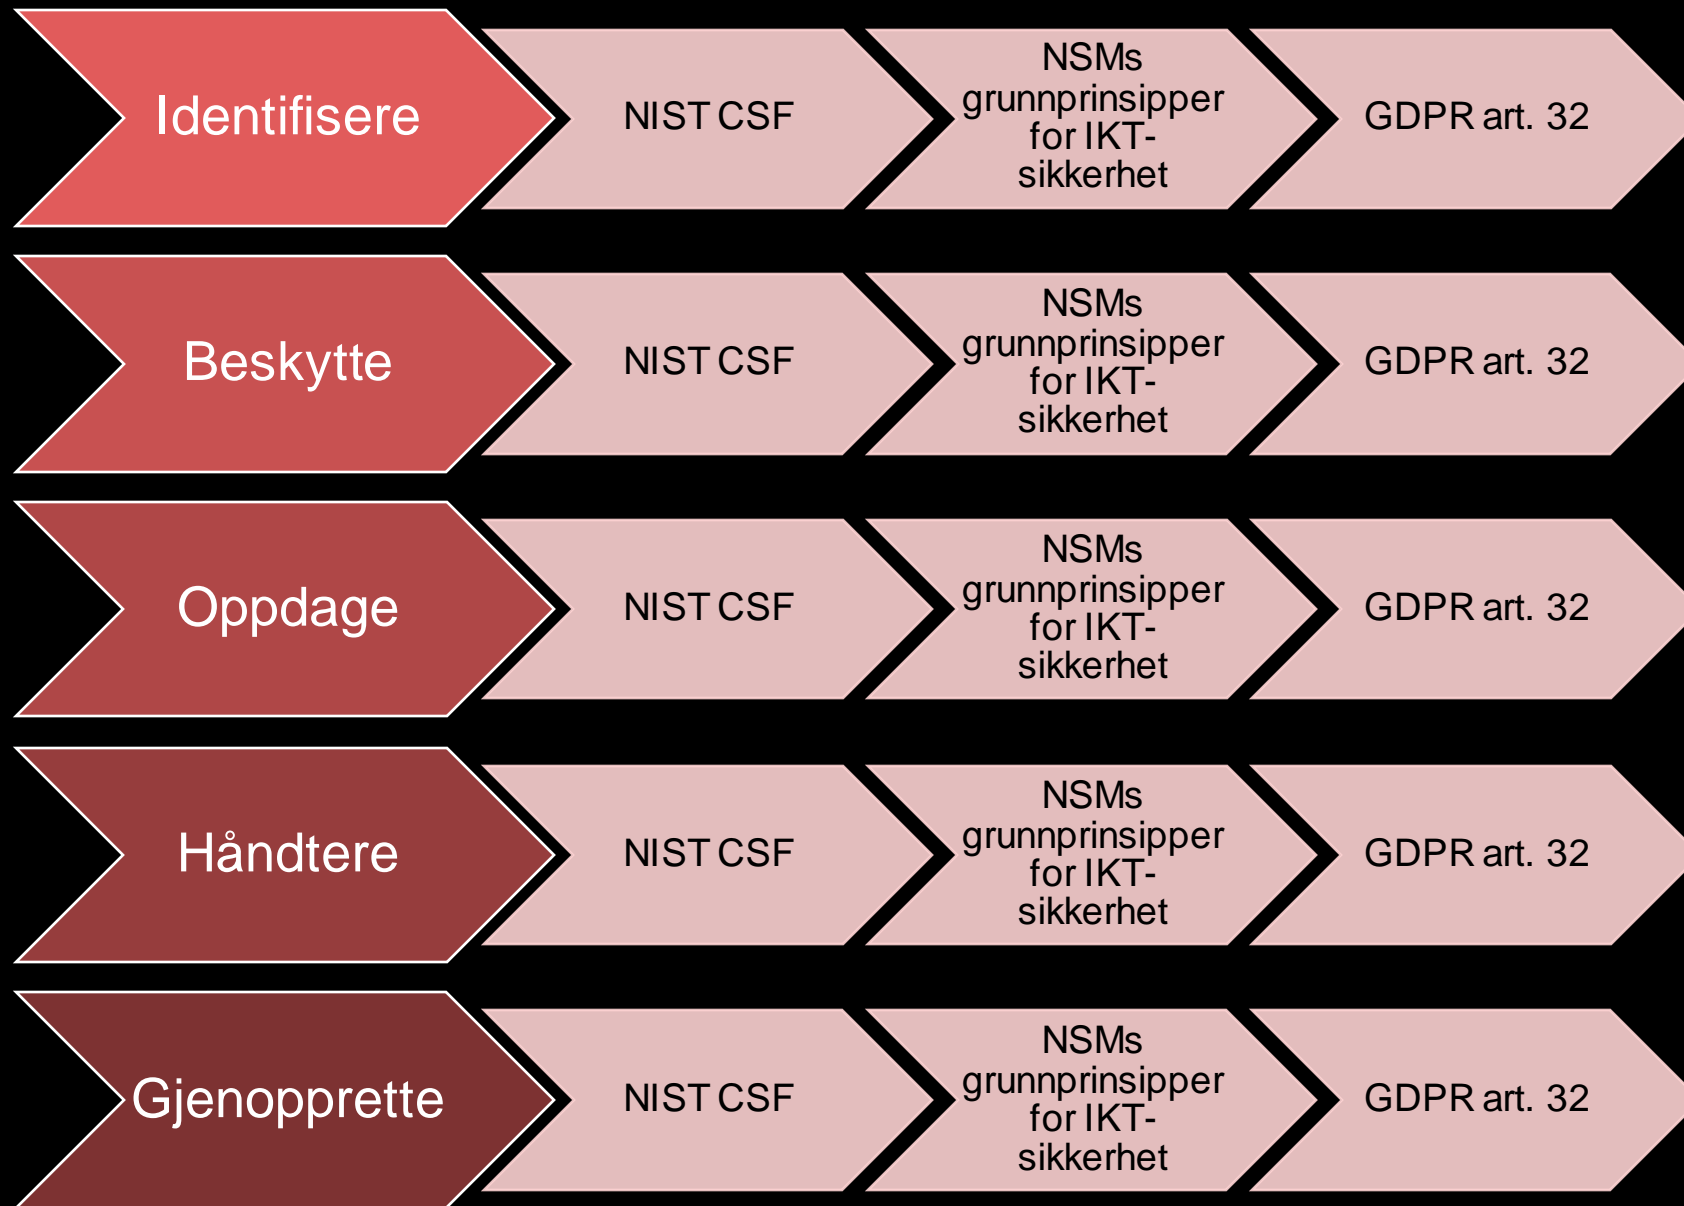 Identifisere
NIST CSF
NSMs
grunnprinsipper
for IKT-
sikkerhet
GDPR art. 32
Beskytte
NIST CSF
NSMs
grunnprinsipper
for IKT-
sikkerhet
GDPR art. 32
Oppdage
NIST CSF
NSMs
grunnprinsipper
for IKT-
sikkerhet
GDPR art. 32
Håndtere
NIST CSF
NSMs
grunnprinsipper
for IKT-
sikkerhet
GDPR art. 32
Gjenopprette
NIST CSF
NSMs
grunnprinsipper
for IKT-
sikkerhet
GDPR art. 32